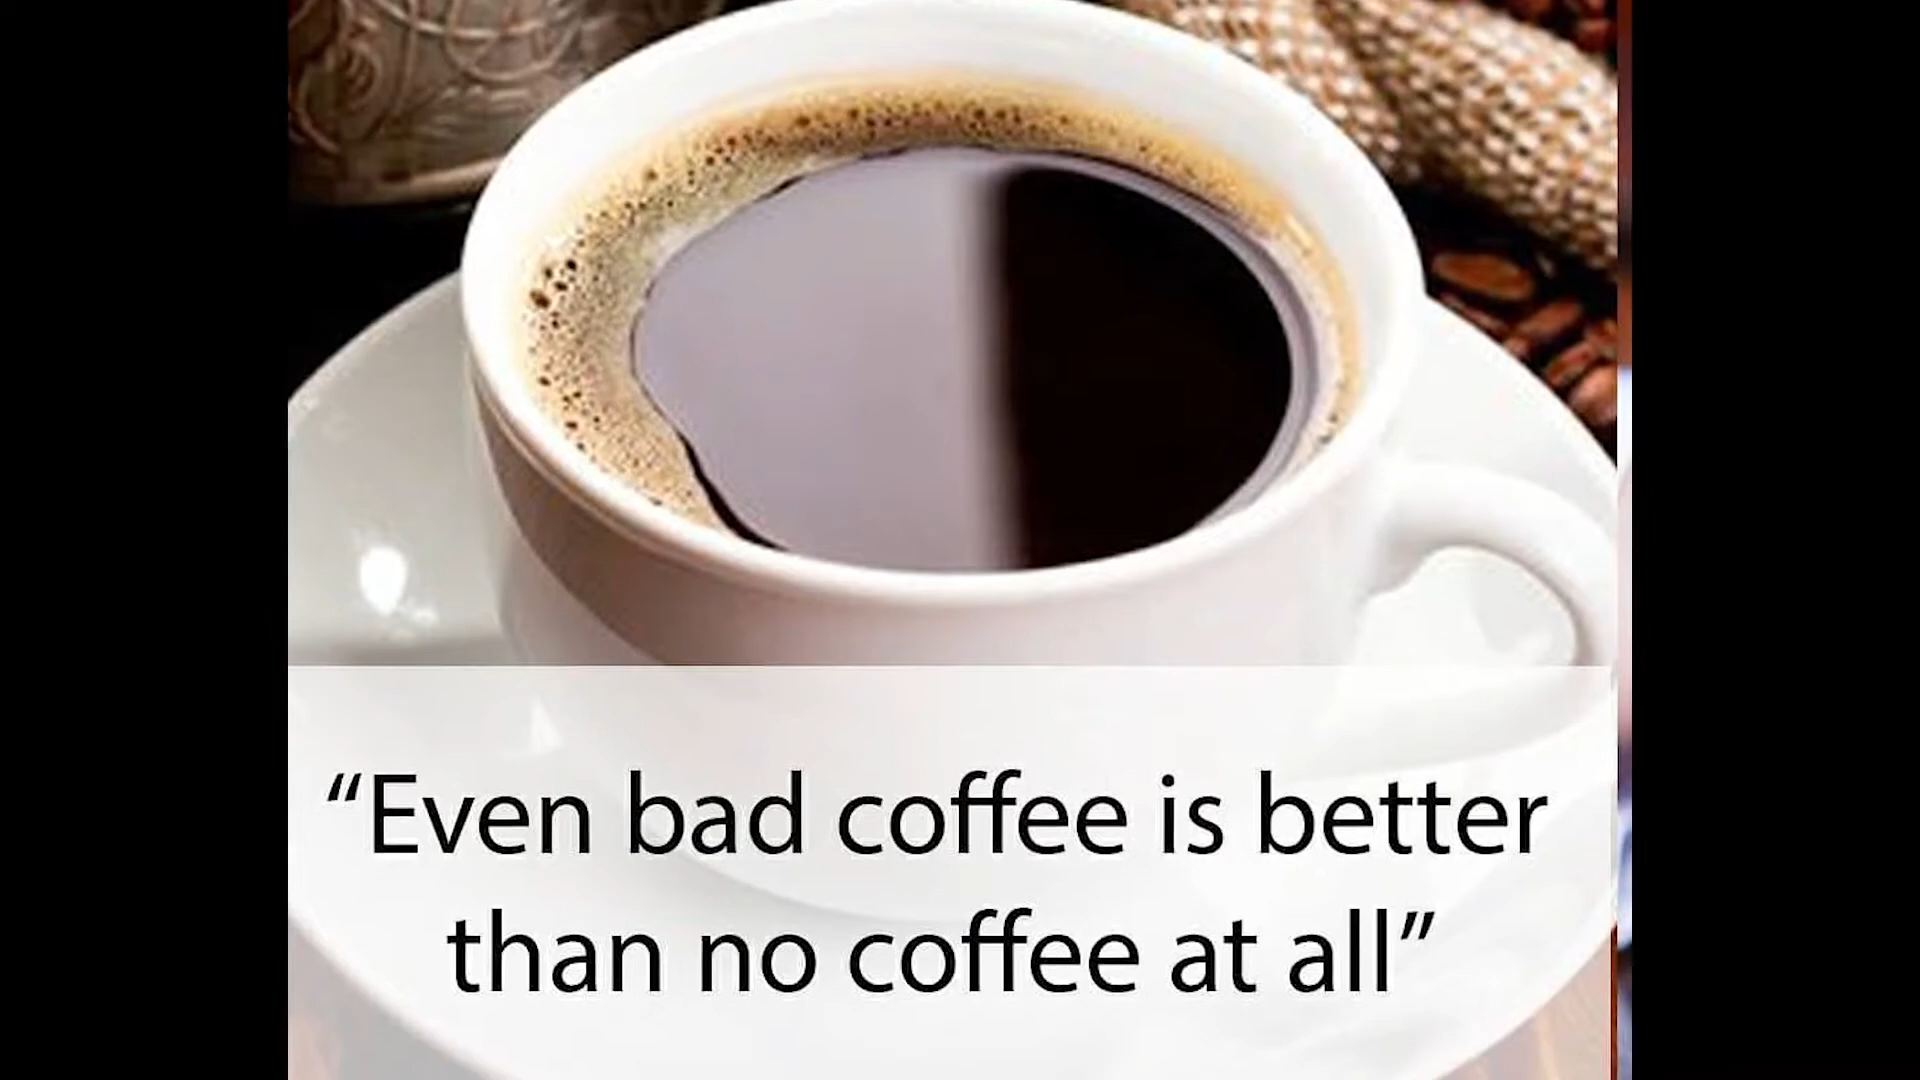 “Even bad coffee is better
than no coffee at all”